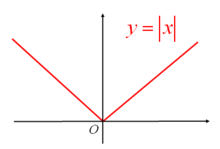 y = |x|
O